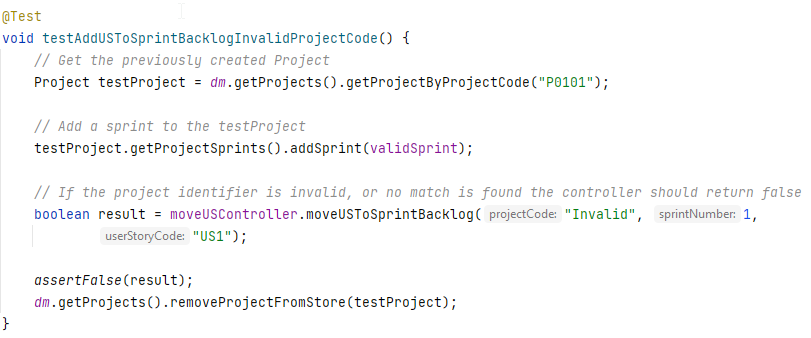 @Test
void testAddUSToSprintBacklogInvalidProjectCode() {
// Get the previously created Project
Project testProject = dm.getProjects().getProjectByProjectCode("P0101");
// Add a sprint to the testProject
testProject.getProjectSprints().addSprint(validSprint);
// If the project identifier is invalid, or no match is found the controller should return false
boolean result = moveUSController.moveUSToSprintBacklog( projectCode: "Invalid", sprintNumber: 1,
userStoryCode: "US1");
assertFalse(result);
dm.getProjects().removeProjectFromStore(testProject);
}